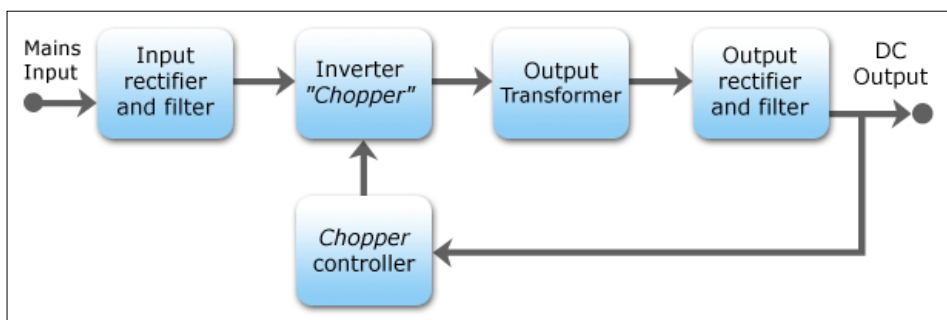 Mains
Input
Input
rectifier
and filter
Inverter
"Chopper"
Output
Transformer
Output
rectifier
and filter
DC
Output
Chopper
controller